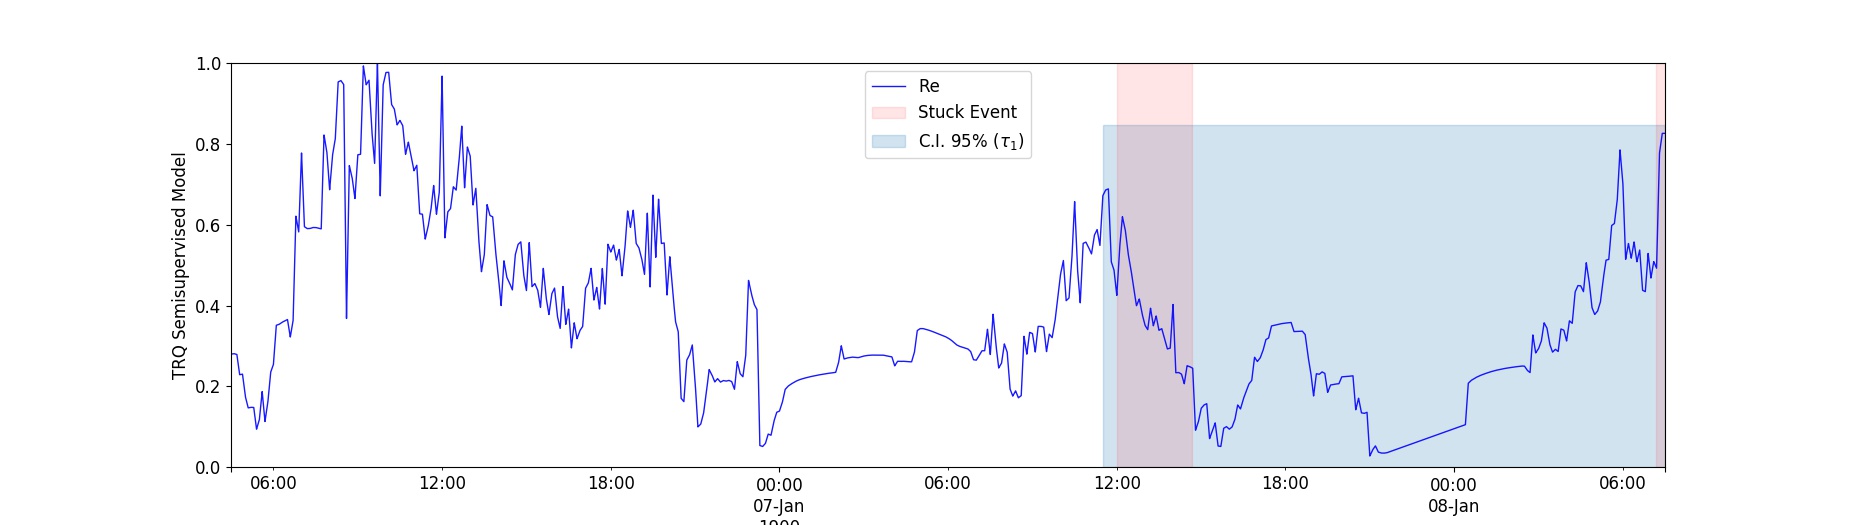 TRQ Semisupervised Model
1.0
0.8
0.6
0.4
0.2
0.0
Re
Stuck Event
C.I. 95% (τ₁)
06:00 12:00 18:00 00:00 06:00 12:00 18:00 00:00 06:00
07-Jan 08-Jan
1900